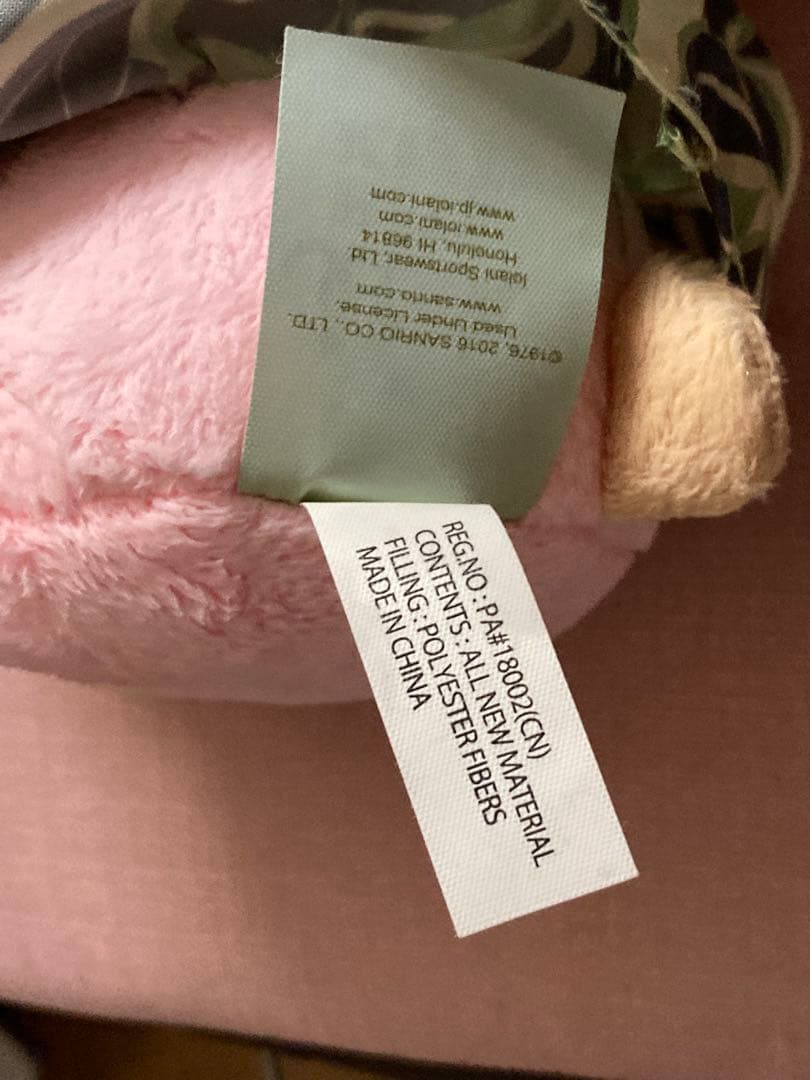 ©1976, 2016 SANRIO CO., LTD.
Used Under License.
www.sanrio.com
Iolani Sportswear, Ltd.
Honolulu, HI 96814
www.iolani.com
www.jp.iolani.com
REG.NO : PA#18002(CN)
CONTENTS : ALL NEW MATERIAL
FILLING : POLYESTER FIBERS
MADE IN CHINA